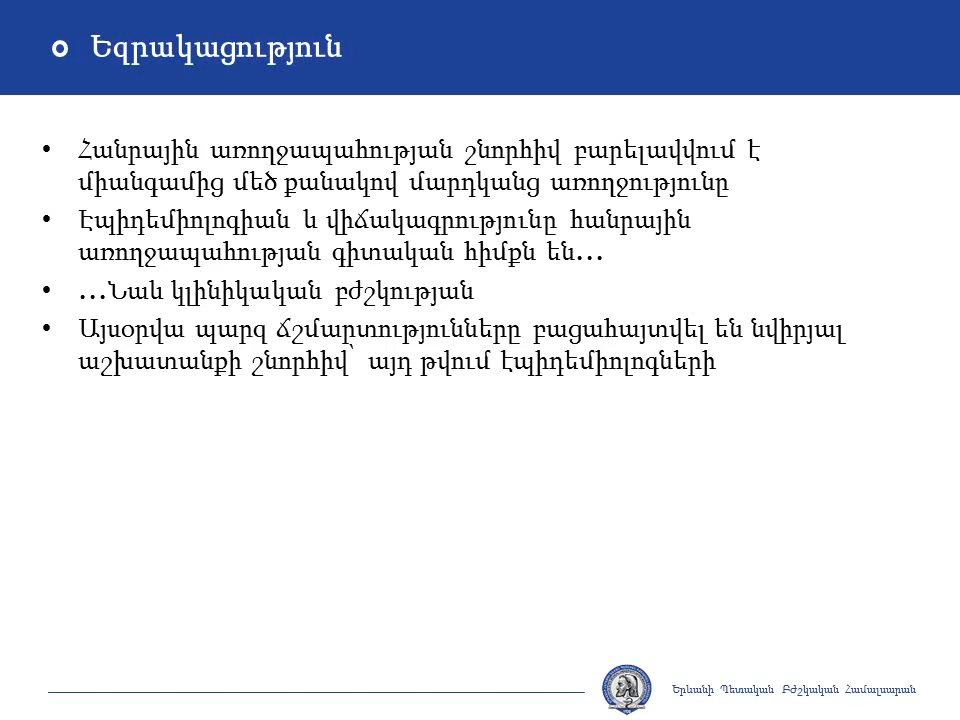 Եզրակացություն
• Հանրային առողջապահության շնորհիվ բարելավվում է
միանգամից մեծ քանակով մարդկանց առողջությունը
• Էպիդեմիոլոգիան և վիճակագրությունը հանրային
առողջապահության գիտական հիմքն են…
• …Նաև կլինիկական բժշկության
• Այսօրվա պարզ ճշմարտությունները բացահայտվել են նվիրյալ
աշխատանքի շնորհիվ՝ այդ թվում էպիդեմիոլոգների
Երևանի Պետական Բժշկական Համալսարան